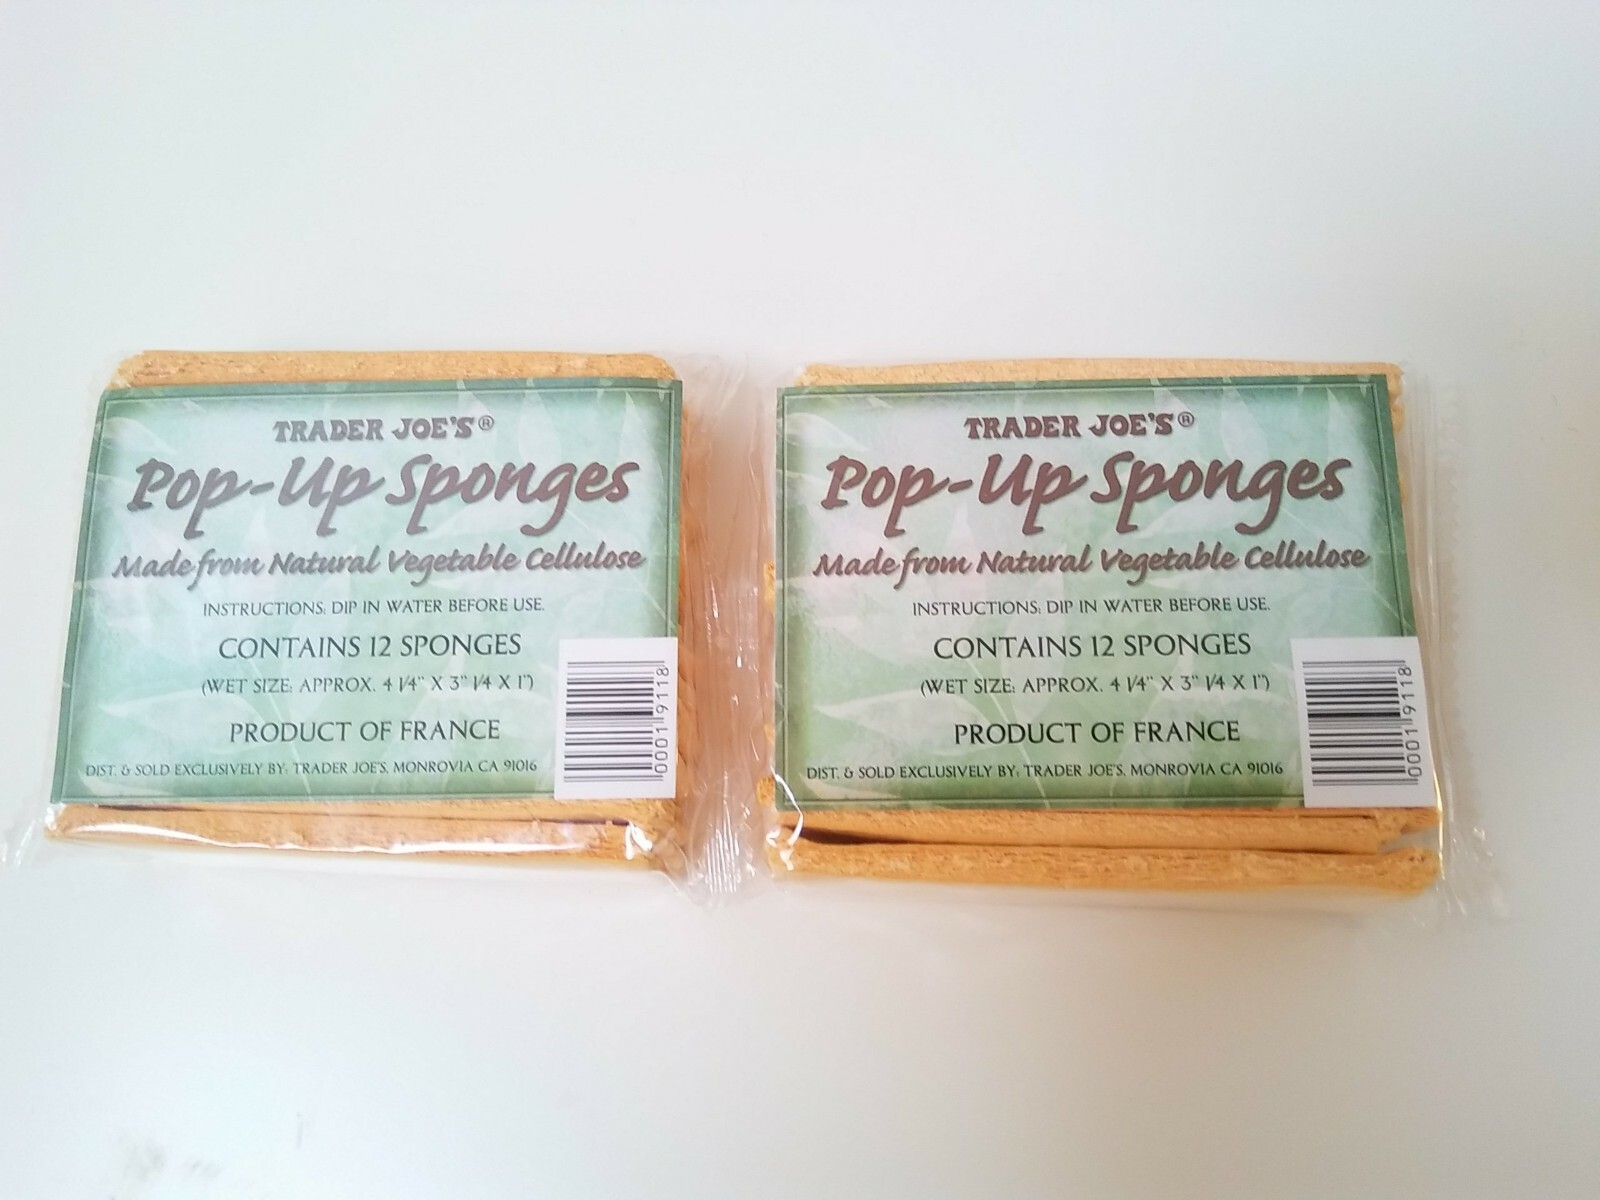 TRADER JOE'S®
Pop-Up Sponges
Made from Natural Vegetable Cellulose
INSTRUCTIONS: DIP IN WATER BEFORE USE.
CONTAINS 12 SPONGES
(WET SIZE: APPROX. 4 1/4" X 3" 1/4 X 1")
PRODUCT OF FRANCE
DIST. & SOLD EXCLUSIVELY BY: TRADER JOE'S, MONROVIA CA 91016
0001 9118
TRADER JOE'S®
Pop-Up Sponges
Made from Natural Vegetable Cellulose
INSTRUCTIONS: DIP IN WATER BEFORE USE.
CONTAINS 12 SPONGES
(WET SIZE: APPROX. 4 1/4" X 3" 1/4 X 1")
PRODUCT OF FRANCE
DIST. & SOLD EXCLUSIVELY BY: TRADER JOE'S, MONROVIA CA 91016
0001 9118